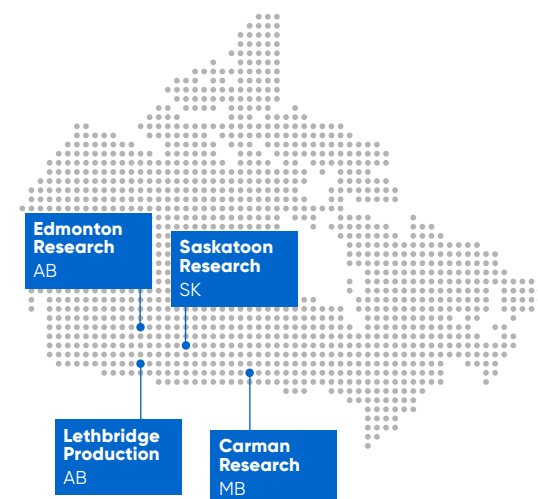 Edmonton
Research
AB
Saskatoon
Research
SK
Lethbridge
Production
AB
Carman
Research
MB